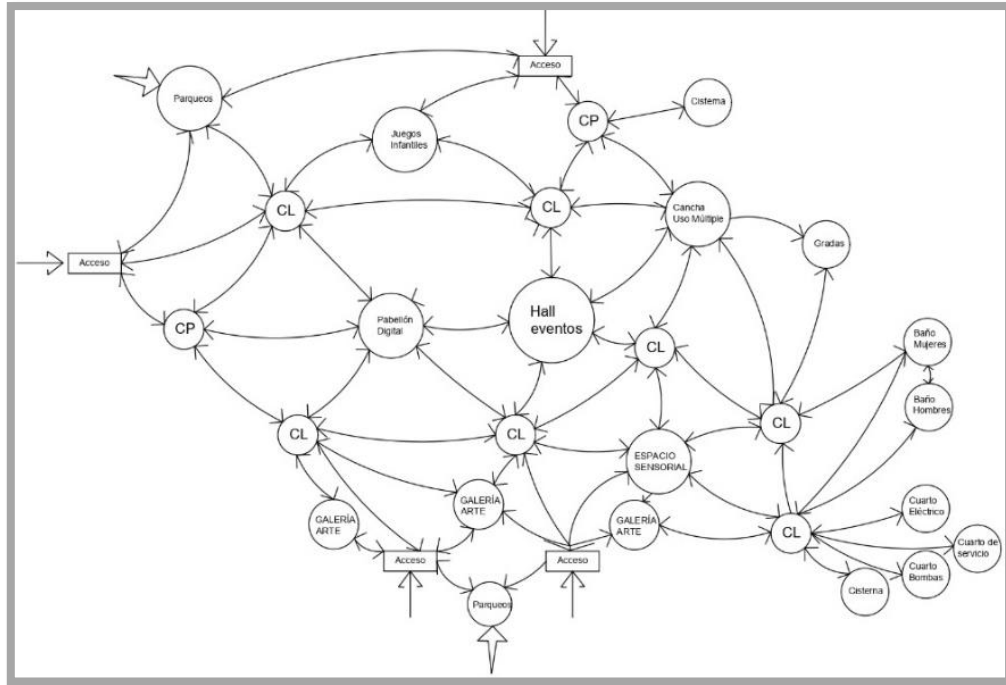 Acceso
Parqueos
Cisterna
CP
Juegos
Infantiles
CL
CL
Cancha
Uso Múltiple
Gradas
Acceso
Hall
eventos
CP
Pabellón
Digital
CL
Baño
Mujeres
Baño
Hombres
CL
CL
CL
ESPACIO
SENSORIAL
GALERÍA
ARTE
GALERÍA
ARTE
GALERÍA
ARTE
CL
Cuarto
Eléctrico
Cuarto de
servicio
Acceso
Acceso
Cuarto
Bombas
Cisterna
Parqueos